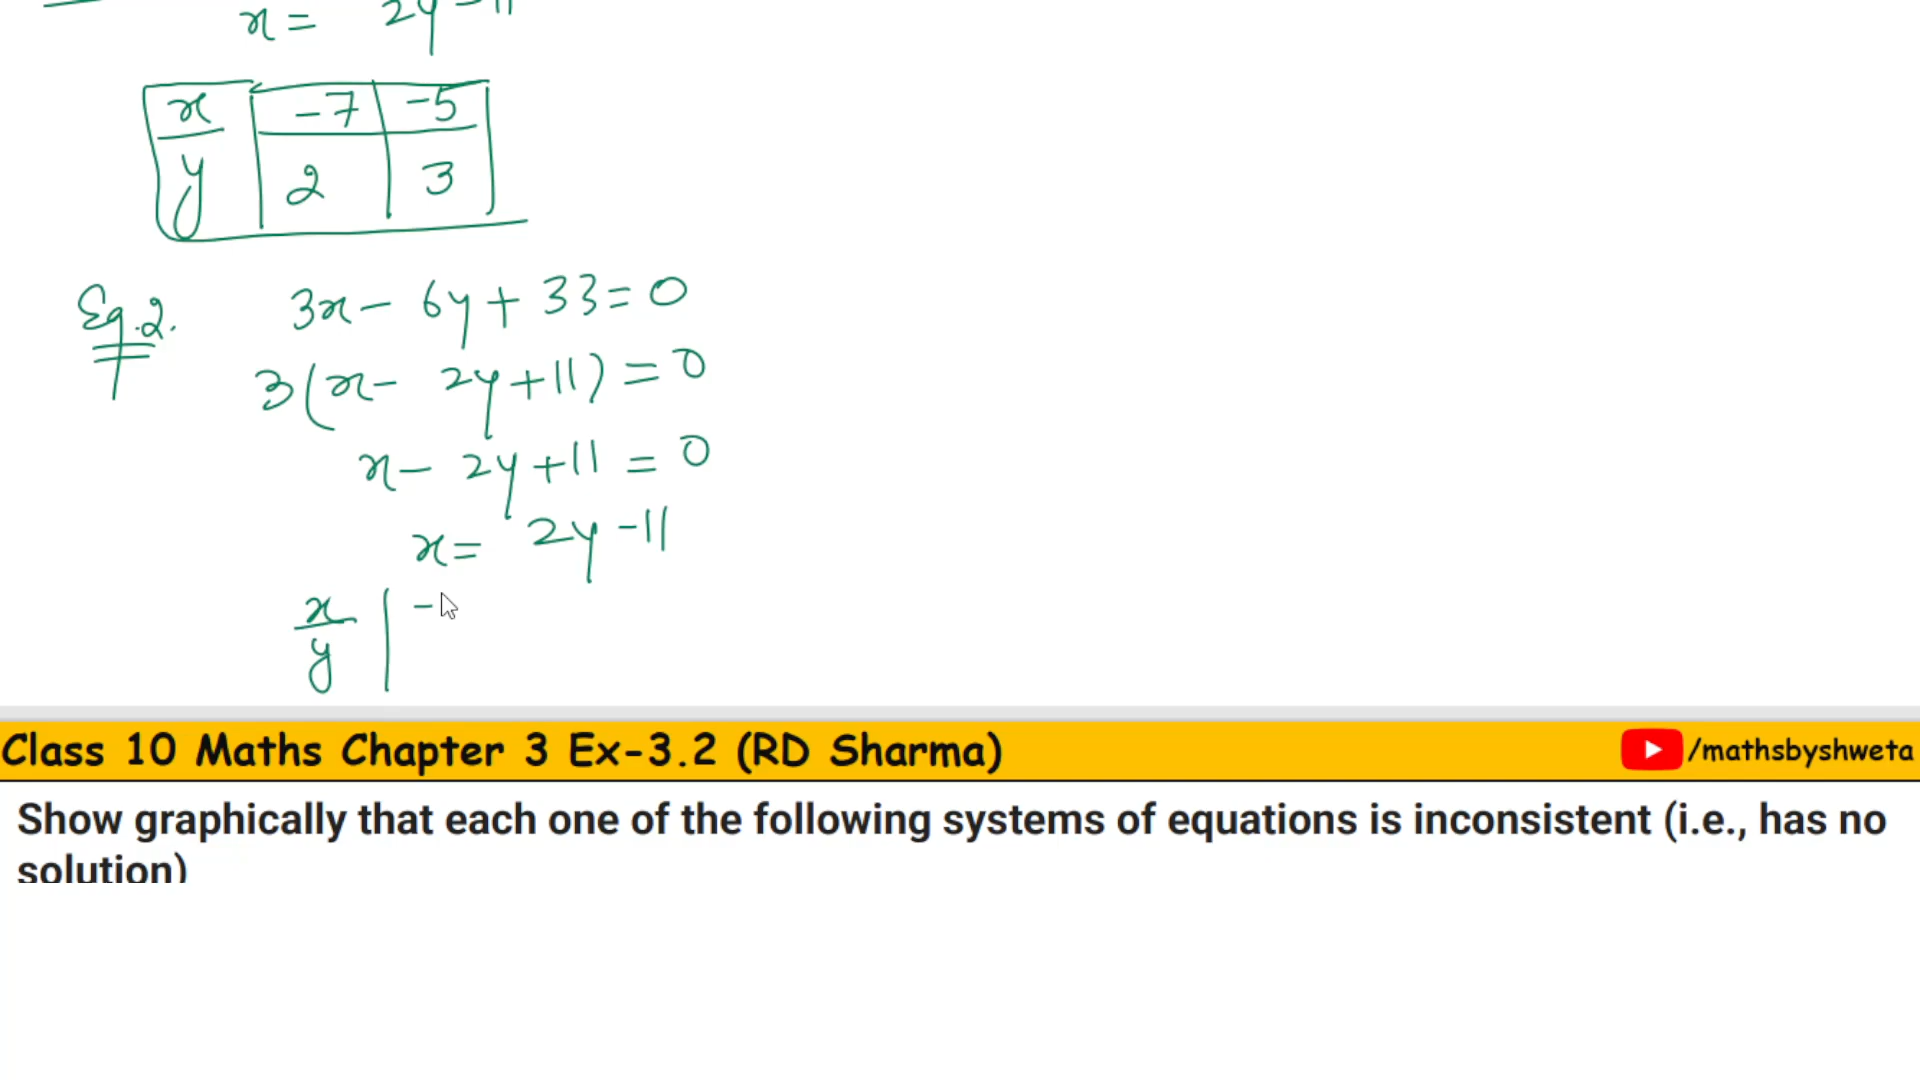 x = 2y - 11
x -7 -5
y 2 3
Eq.2. 3x - 6y + 33 = 0
3(x - 2y + 11) = 0
x - 2y + 11 = 0
x = 2y - 11
x -
y
Class 10 Maths Chapter 3 Ex-3.2 (RD Sharma) /mathsbyshweta
Show graphically that each one of the following systems of equations is inconsistent (i.e., has no
solution)